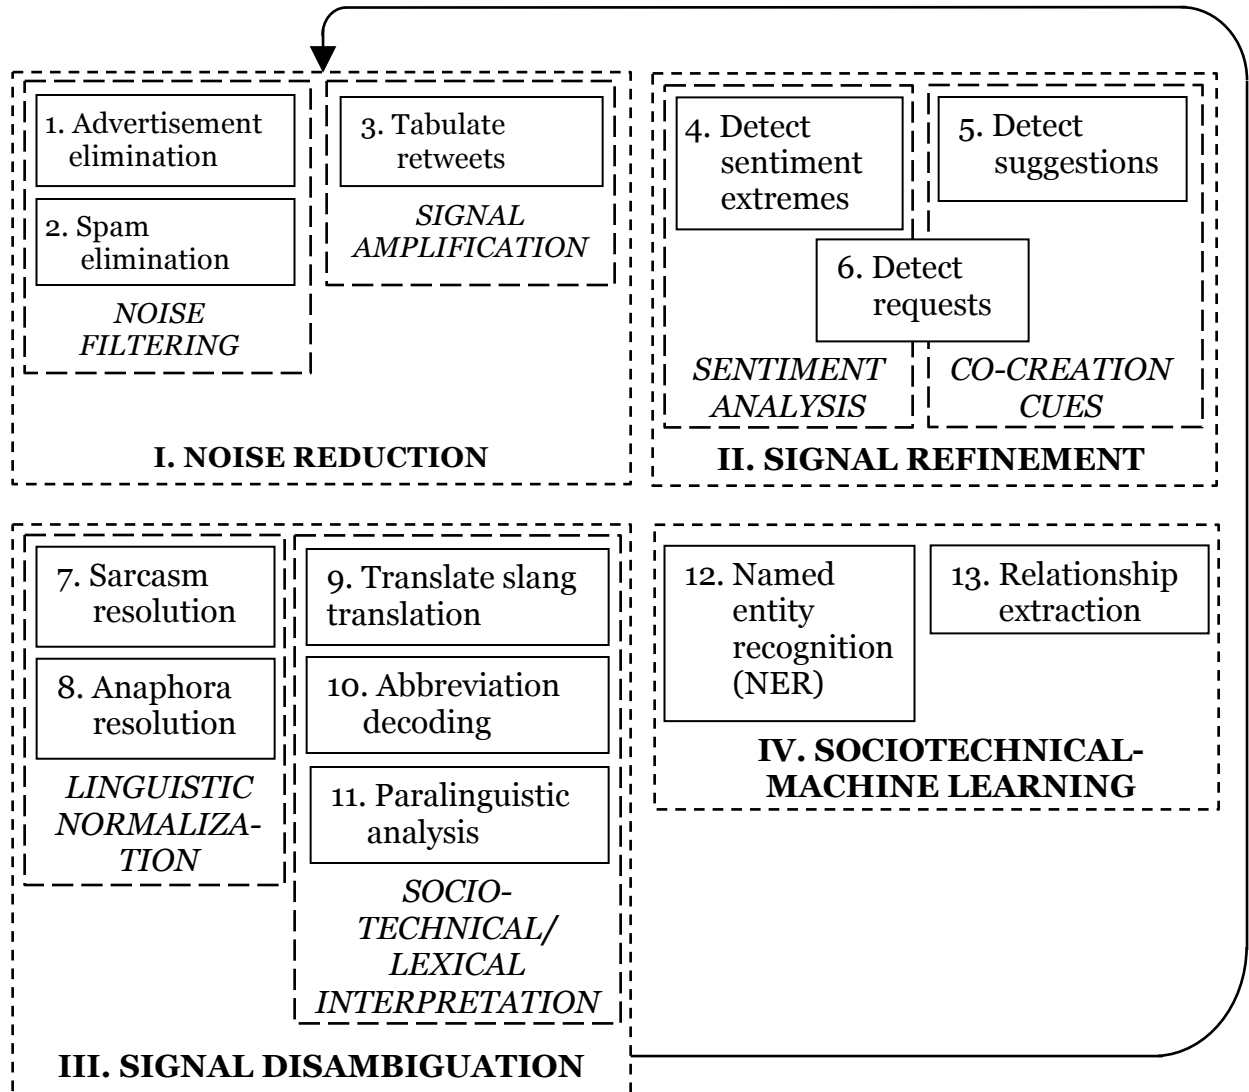 1. Advertisement
elimination
2. Spam
elimination
NOISE
FILTERING
3. Tabulate
retweets
SIGNAL
AMPLIFICATION
I. NOISE REDUCTION
4. Detect
sentiment
extremes
5. Detect
suggestions
6. Detect
requests
SENTIMENT
ANALYSIS
CO-CREATION
CUES
II. SIGNAL REFINEMENT
7. Sarcasm
resolution
8. Anaphora
resolution
LINGUISTIC
NORMALIZA-
TION
9. Translate slang
translation
10. Abbreviation
decoding
11. Paralinguistic
analysis
SOCIO-
TECHNICAL/
LEXICAL
INTERPRETATION
III. SIGNAL DISAMBIGUATION
12. Named
entity
recognition
(NER)
13. Relationship
extraction
IV. SOCIOTECHNICAL-
MACHINE LEARNING